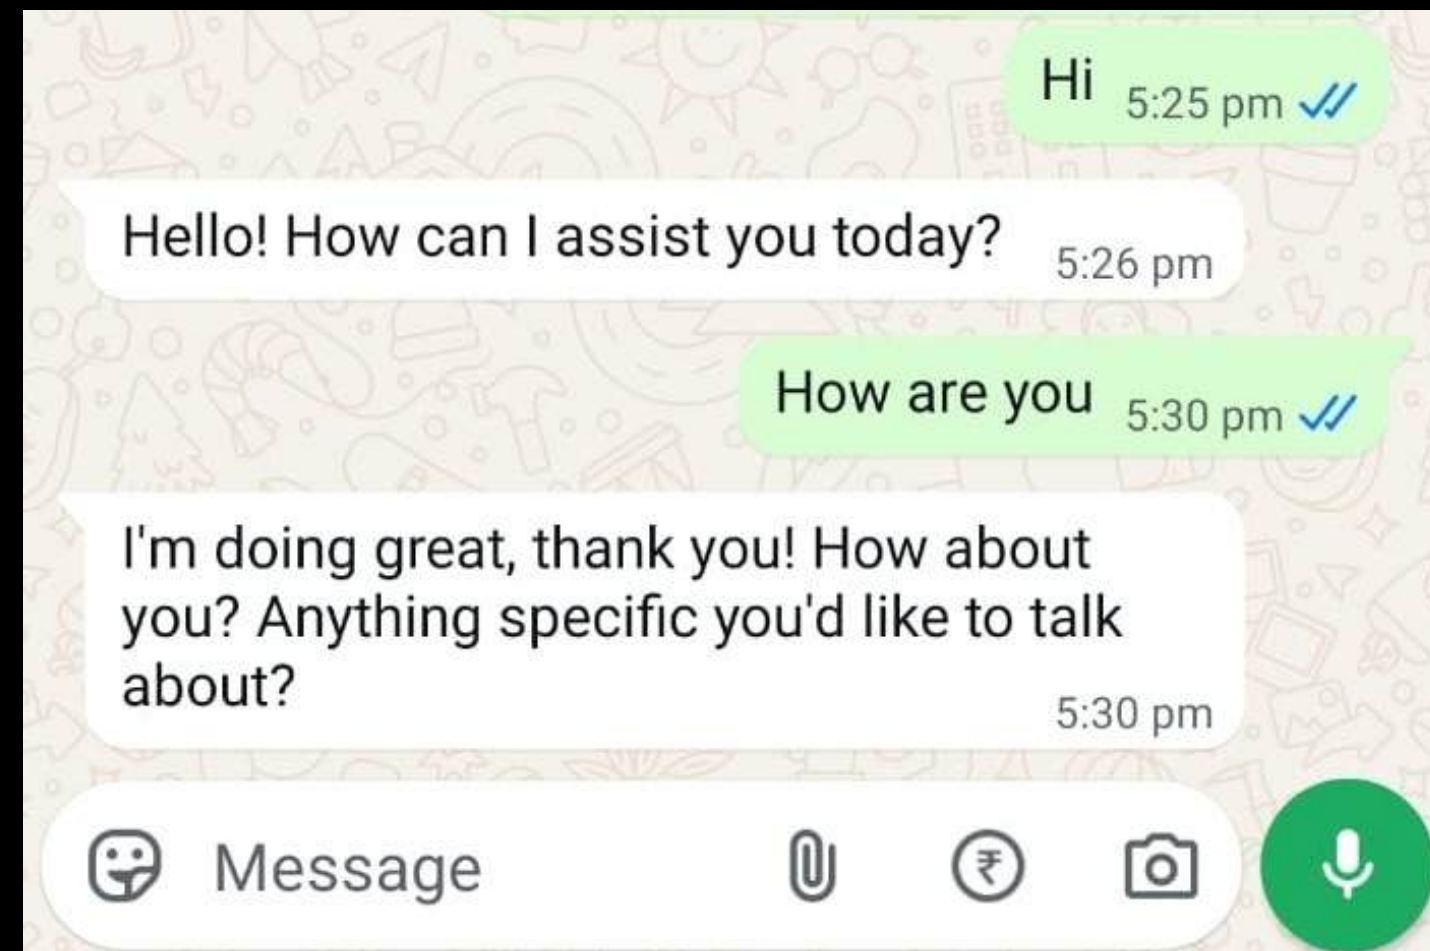 Hi 5:25 pm
Hello! How can I assist you today? 5:26 pm
How are you 5:30 pm
I'm doing great, thank you! How about
you? Anything specific you'd like to talk
about? 5:30 pm
Message ₹